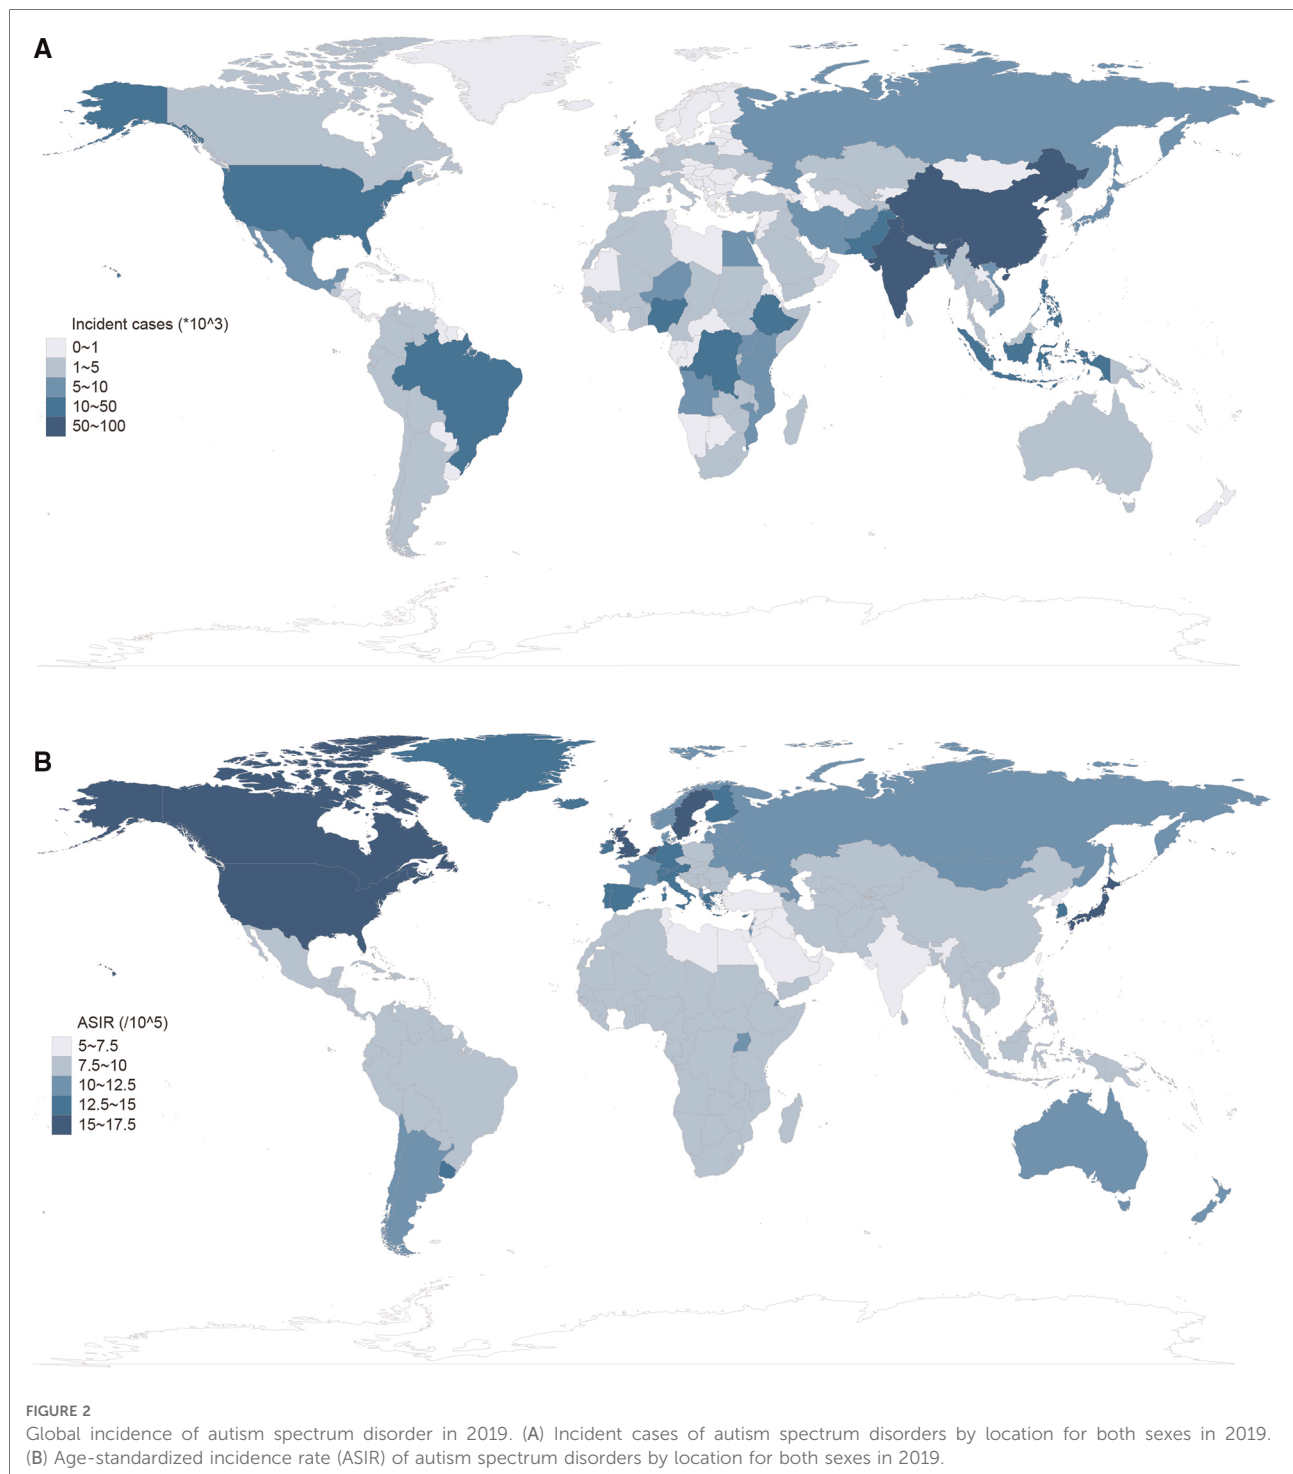 A
Incident cases (*10^3)
0~1
1~5
5~10
10~50
50~100
B
ASIR (/10^5)
5~7.5
7.5~10
10~12.5
12.5~15
15~17.5
FIGURE 2
Global incidence of autism spectrum disorder in 2019. (A) Incident cases of autism spectrum disorders by location for both sexes in 2019.
(B) Age-standardized incidence rate (ASIR) of autism spectrum disorders by location for both sexes in 2019.